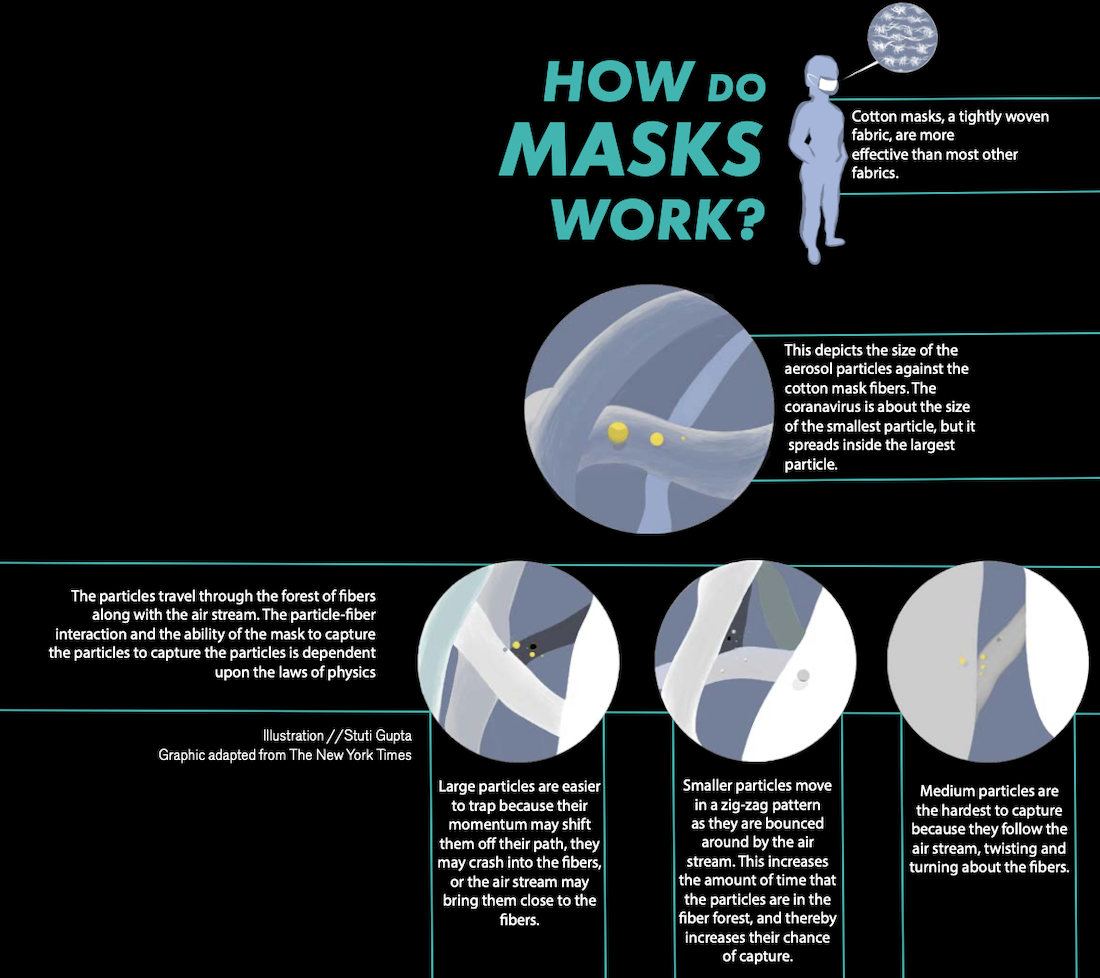 HOW DO
MASKS
WORK?
Cotton masks, a tightly woven
fabric, are more
effective than most other
fabrics.
This depicts the size of the
aerosol particles against the
cotton mask fibers. The
coranavirus is about the size
of the smallest particle, but it
spreads inside the largest
particle.
The particles travel through the forest of fibers
along with the air stream. The particle-fiber
interaction and the ability of the mask to capture
the particles to capture the particles is dependent
upon the laws of physics
Illustration //Stuti Gupta
Graphic adapted from The New York Times
Large particles are easier
to trap because their
momentum may shift
them off their path, they
may crash into the fibers,
or the air stream may
bring them close to the
fibers.
Smaller particles move
in a zig-zag pattern
as they are bounced
around by the air
stream. This increases
the amount of time that
the particles are in the
fiber forest, and thereby
increases their chance
of capture.
Medium particles are
the hardest to capture
because they follow the
air stream, twisting and
turning about the fibers.